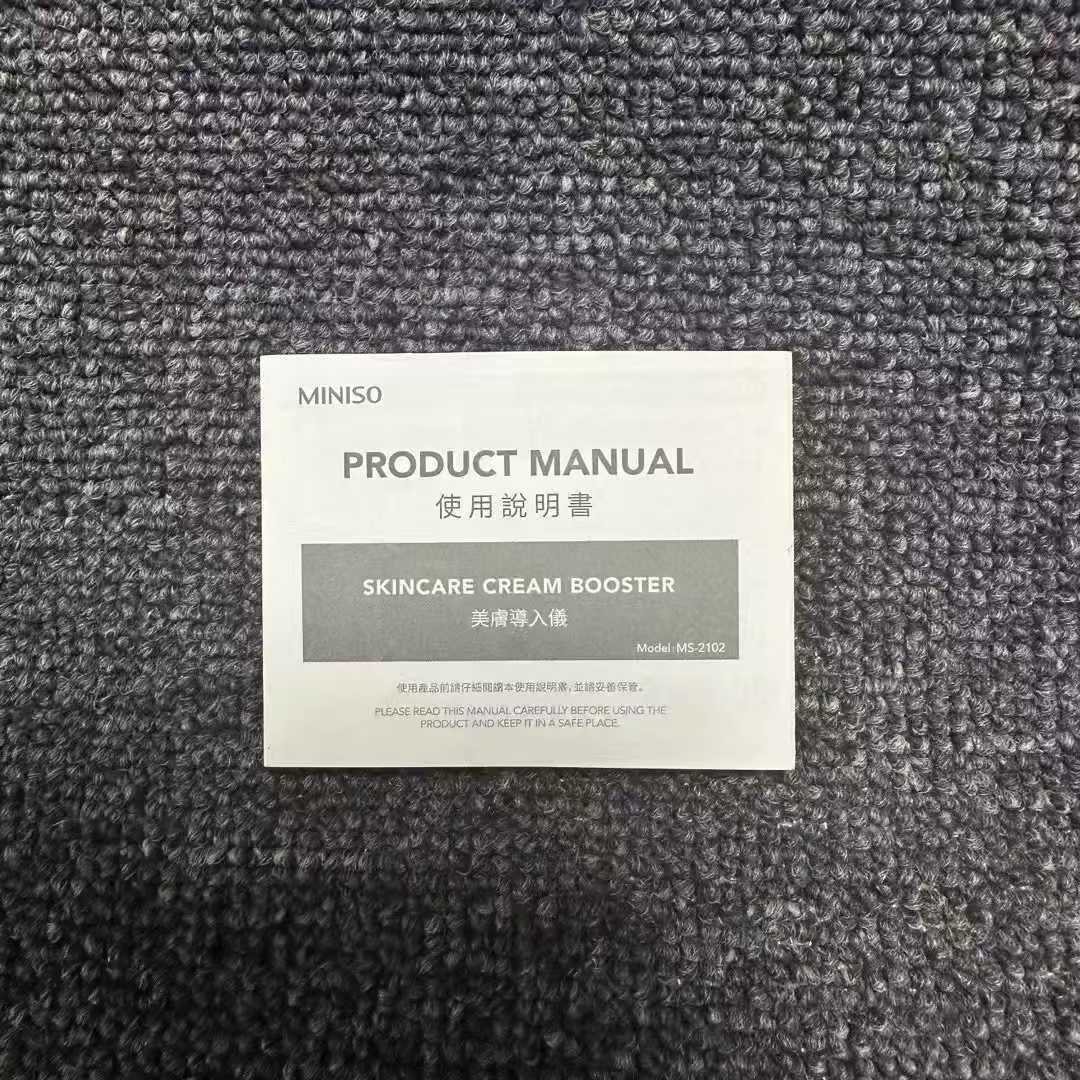 MINISO
PRODUCT MANUAL
使用說明書
SKINCARE CREAM BOOSTER
美膚導入儀
Model: MS-2102
使用產品前請仔細閱讀本使用說明書,並請妥善保管。
PLEASE READ THIS MANUAL CAREFULLY BEFORE USING THE
PRODUCT AND KEEP IT IN A SAFE PLACE.